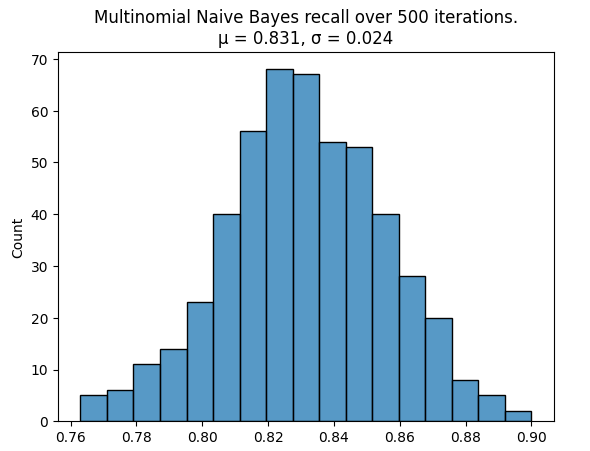 Multinomial Naive Bayes recall over 500 iterations.
μ = 0.831, σ = 0.024
70
60
50
40
30
20
10
0
Count
0.76 0.78 0.80 0.82 0.84 0.86 0.88 0.90